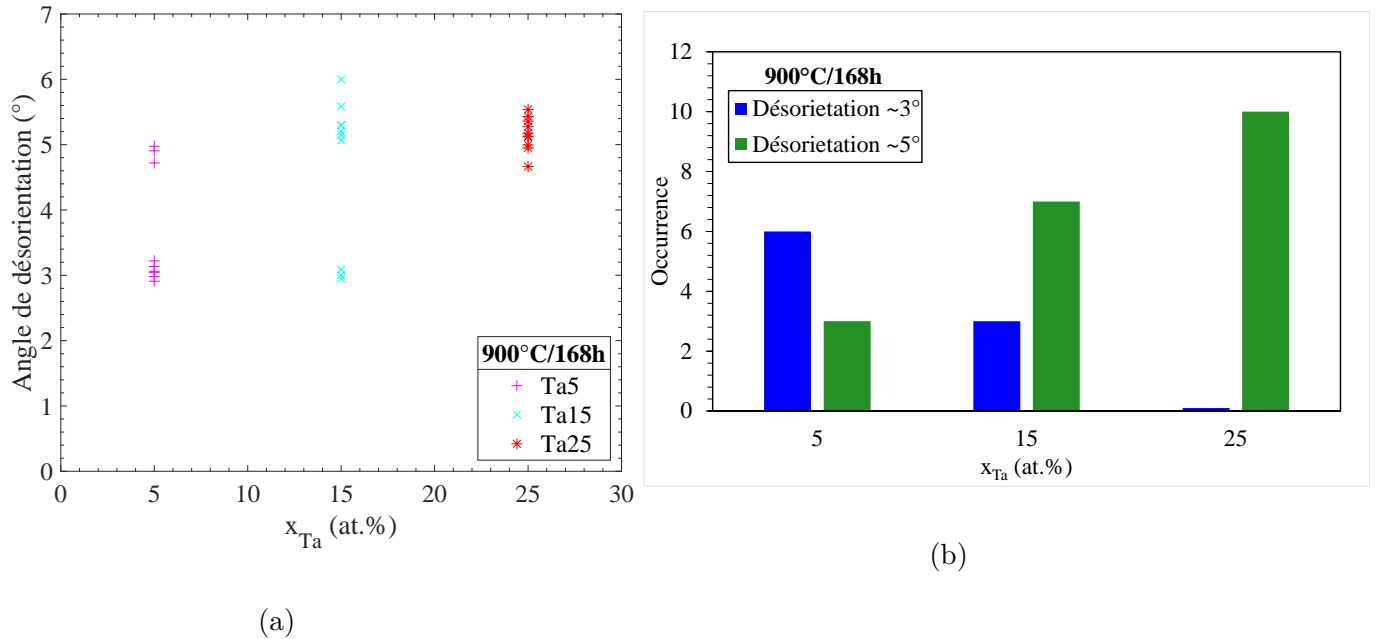 7
6
5
4
3
2
1
0
Angle de désorientation (°)
900°C/168h
Ta5
Ta15
Ta25
0 5 10 15 20 25 30
x_Ta (at.%)
(a)
12
10
8
6
4
2
0
Occurrence
900°C/168h
Désorietation ~3°
Désorietation ~5°
5 15 25
x_Ta (at.%)
(b)